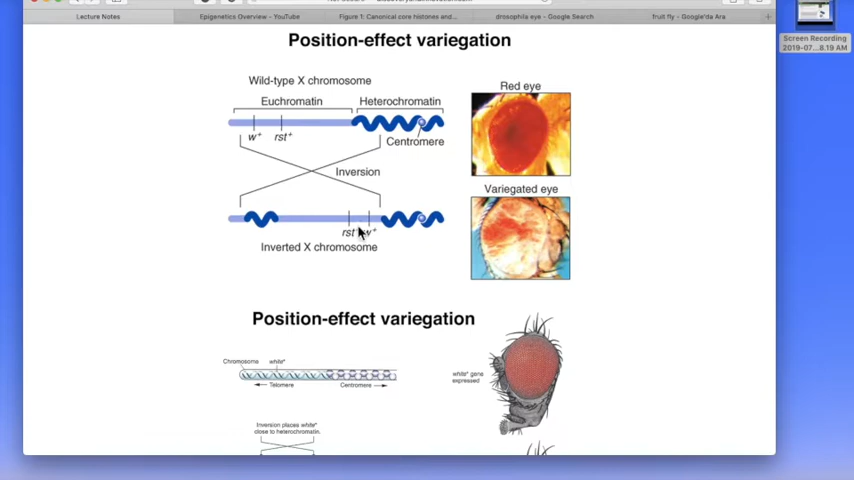 Lecture Notes
Epigenetics Overview - YouTube
Figure 1: Canonical core histones and...
drosophila eye - Google Search
fruit fly - Google'da Ara
Screen Recording
2019-07...8.19 AM
Position-effect variegation
Wild-type X chromosome
Euchromatin
Heterochromatin
w+
rst+
Centromere
Inversion
rst
w+
Inverted X chromosome
Red eye
Variegated eye
Position-effect variegation
Chromosome
white+
Telomere
Centromere
white+ gene
expressed
Inversion places white+
close to heterochromatin.